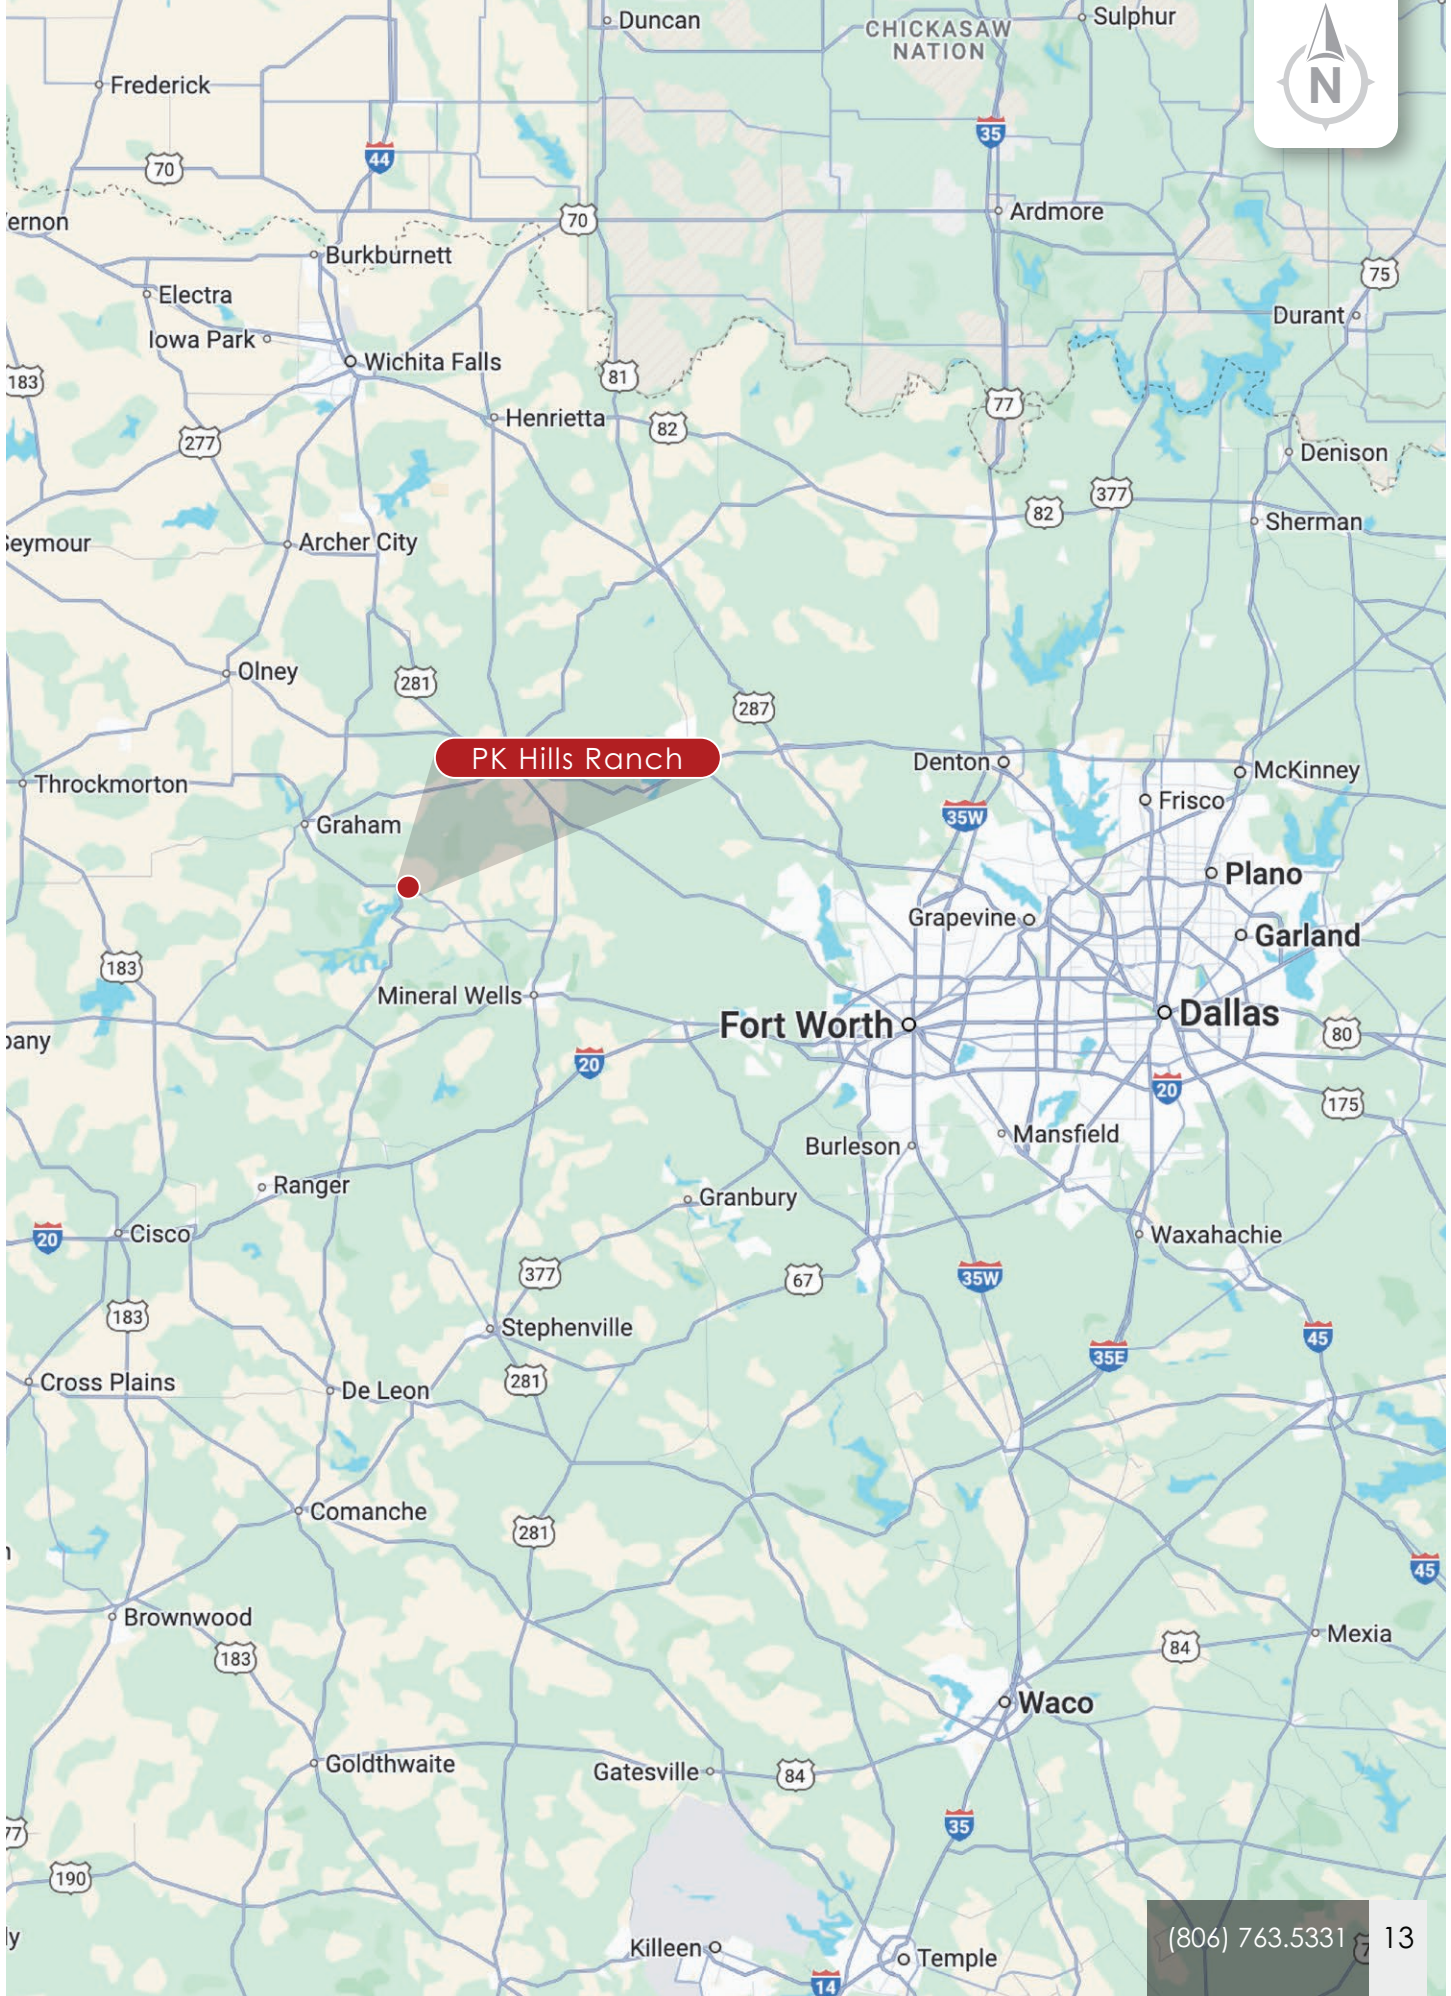 Duncan
CHICKASAW
NATION
Sulphur
N
Frederick
35
44
70
Ardmore
70
ernon
Burkburnett
75
Electra
Durant
Iowa Park
Wichita Falls
183
81
77
Henrietta
82
277
Denison
377
82
Sherman
Seymour
Archer City
Olney
281
287
PK Hills Ranch
Denton
McKinney
Throckmorton
Frisco
35W
Graham
Plano
Grapevine
Garland
183
Mineral Wells
Fort Worth
Dallas
80
bany
20
20
175
Burleson
Mansfield
Ranger
Granbury
Cisco
20
Waxahachie
377
67
35W
183
Stephenville
45
35E
Cross Plains
281
De Leon
Comanche
281
n
45
Brownwood
Mexia
183
84
Waco
Goldthwaite
Gatesville
84
77
35
190
ly
(806) 763.5331
7
13
Killeen
Temple
14